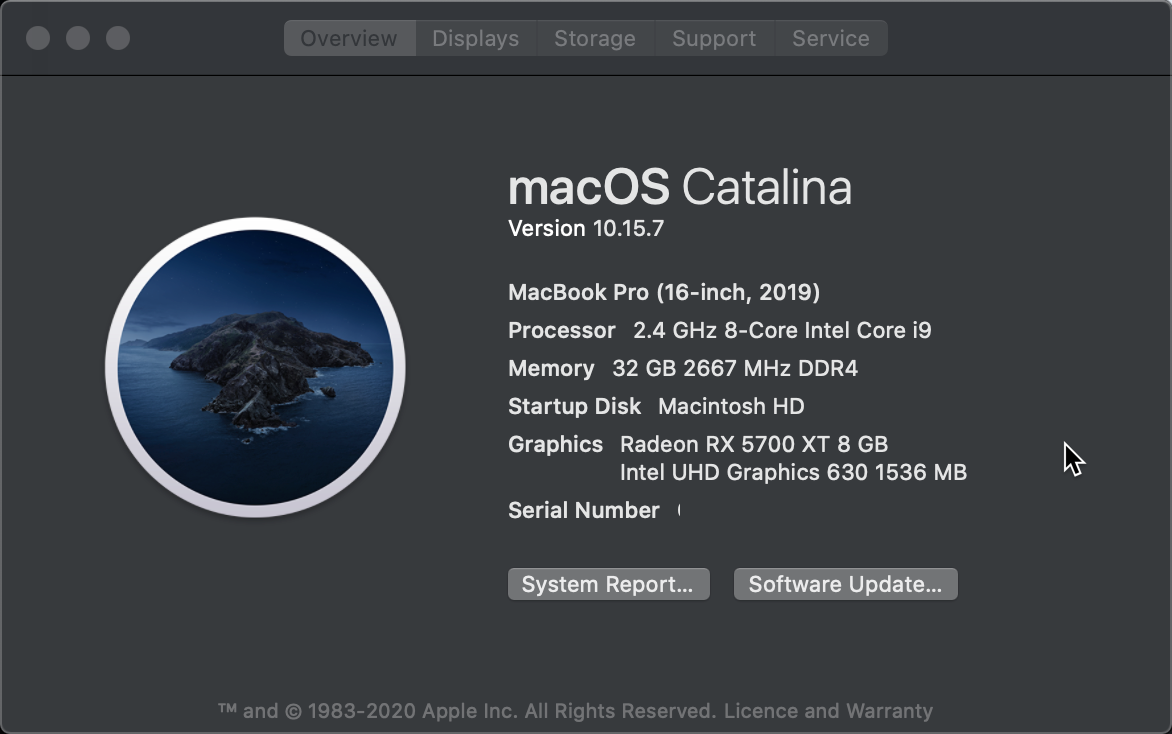 Overview Displays Storage Support Service
macOS Catalina
Version 10.15.7
MacBook Pro (16-inch, 2019)
Processor 2.4 GHz 8-Core Intel Core i9
Memory 32 GB 2667 MHz DDR4
Startup Disk Macintosh HD
Graphics Radeon RX 5700 XT 8 GB
Intel UHD Graphics 630 1536 MB
Serial Number
System Report... Software Update...
™ and © 1983-2020 Apple Inc. All Rights Reserved. Licence and Warranty